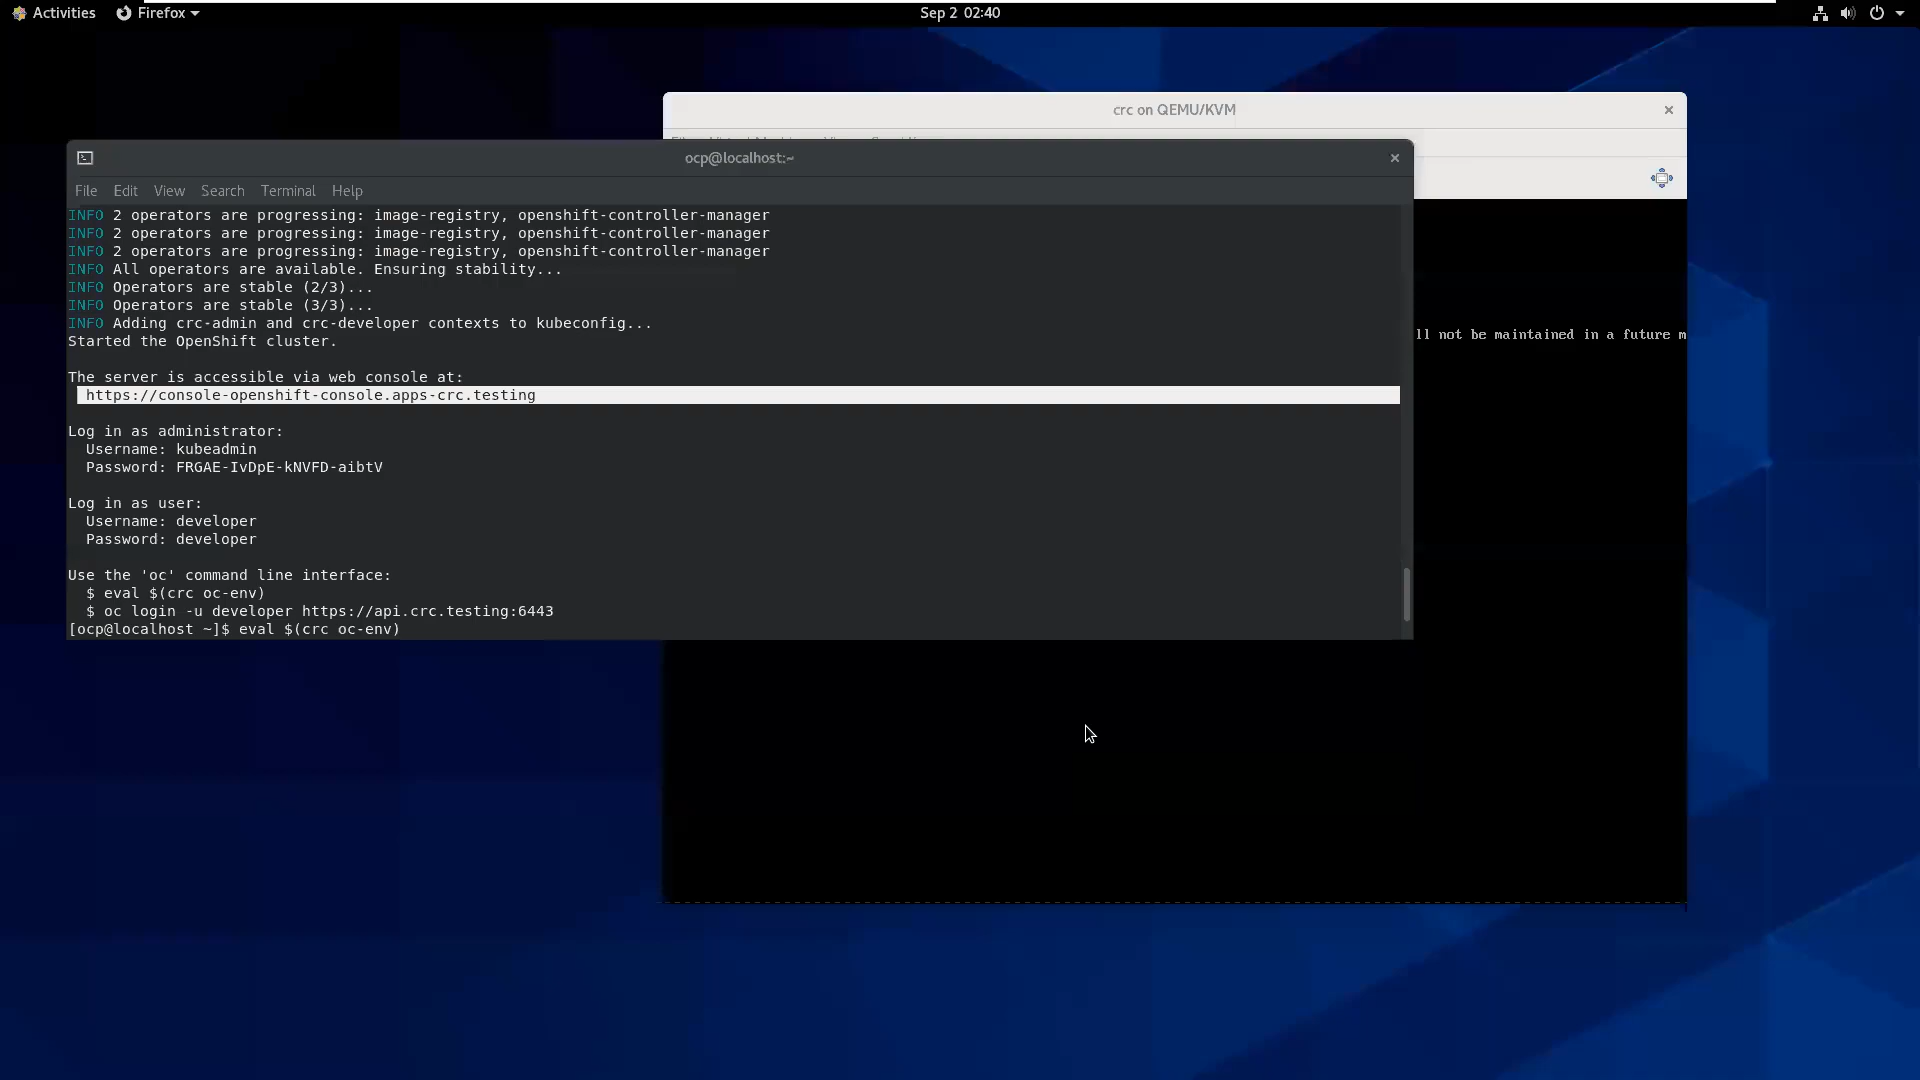 Activities
Firefox
Sep 2 02:40
crc on QEMU/KVM
ocp@localhost:~
File Edit View Search Terminal Help
INFO 2 operators are progressing: image-registry, openshift-controller-manager
INFO 2 operators are progressing: image-registry, openshift-controller-manager
INFO 2 operators are progressing: image-registry, openshift-controller-manager
INFO All operators are available. Ensuring stability...
INFO Operators are stable (2/3)...
INFO Operators are stable (3/3)...
INFO Adding crc-admin and crc-developer contexts to kubeconfig...
Started the OpenShift cluster.
The server is accessible via web console at:
https://console-openshift-console.apps-crc.testing
Log in as administrator:
Username: kubeadmin
Password: FRGAE-IvDpE-kNVFD-aibtV
Log in as user:
Username: developer
Password: developer
Use the 'oc' command line interface:
$ eval $(crc oc-env)
$ oc login -u developer https://api.crc.testing:6443
[ocp@localhost ~]$ eval $(crc oc-env)
ll not be maintained in a future m